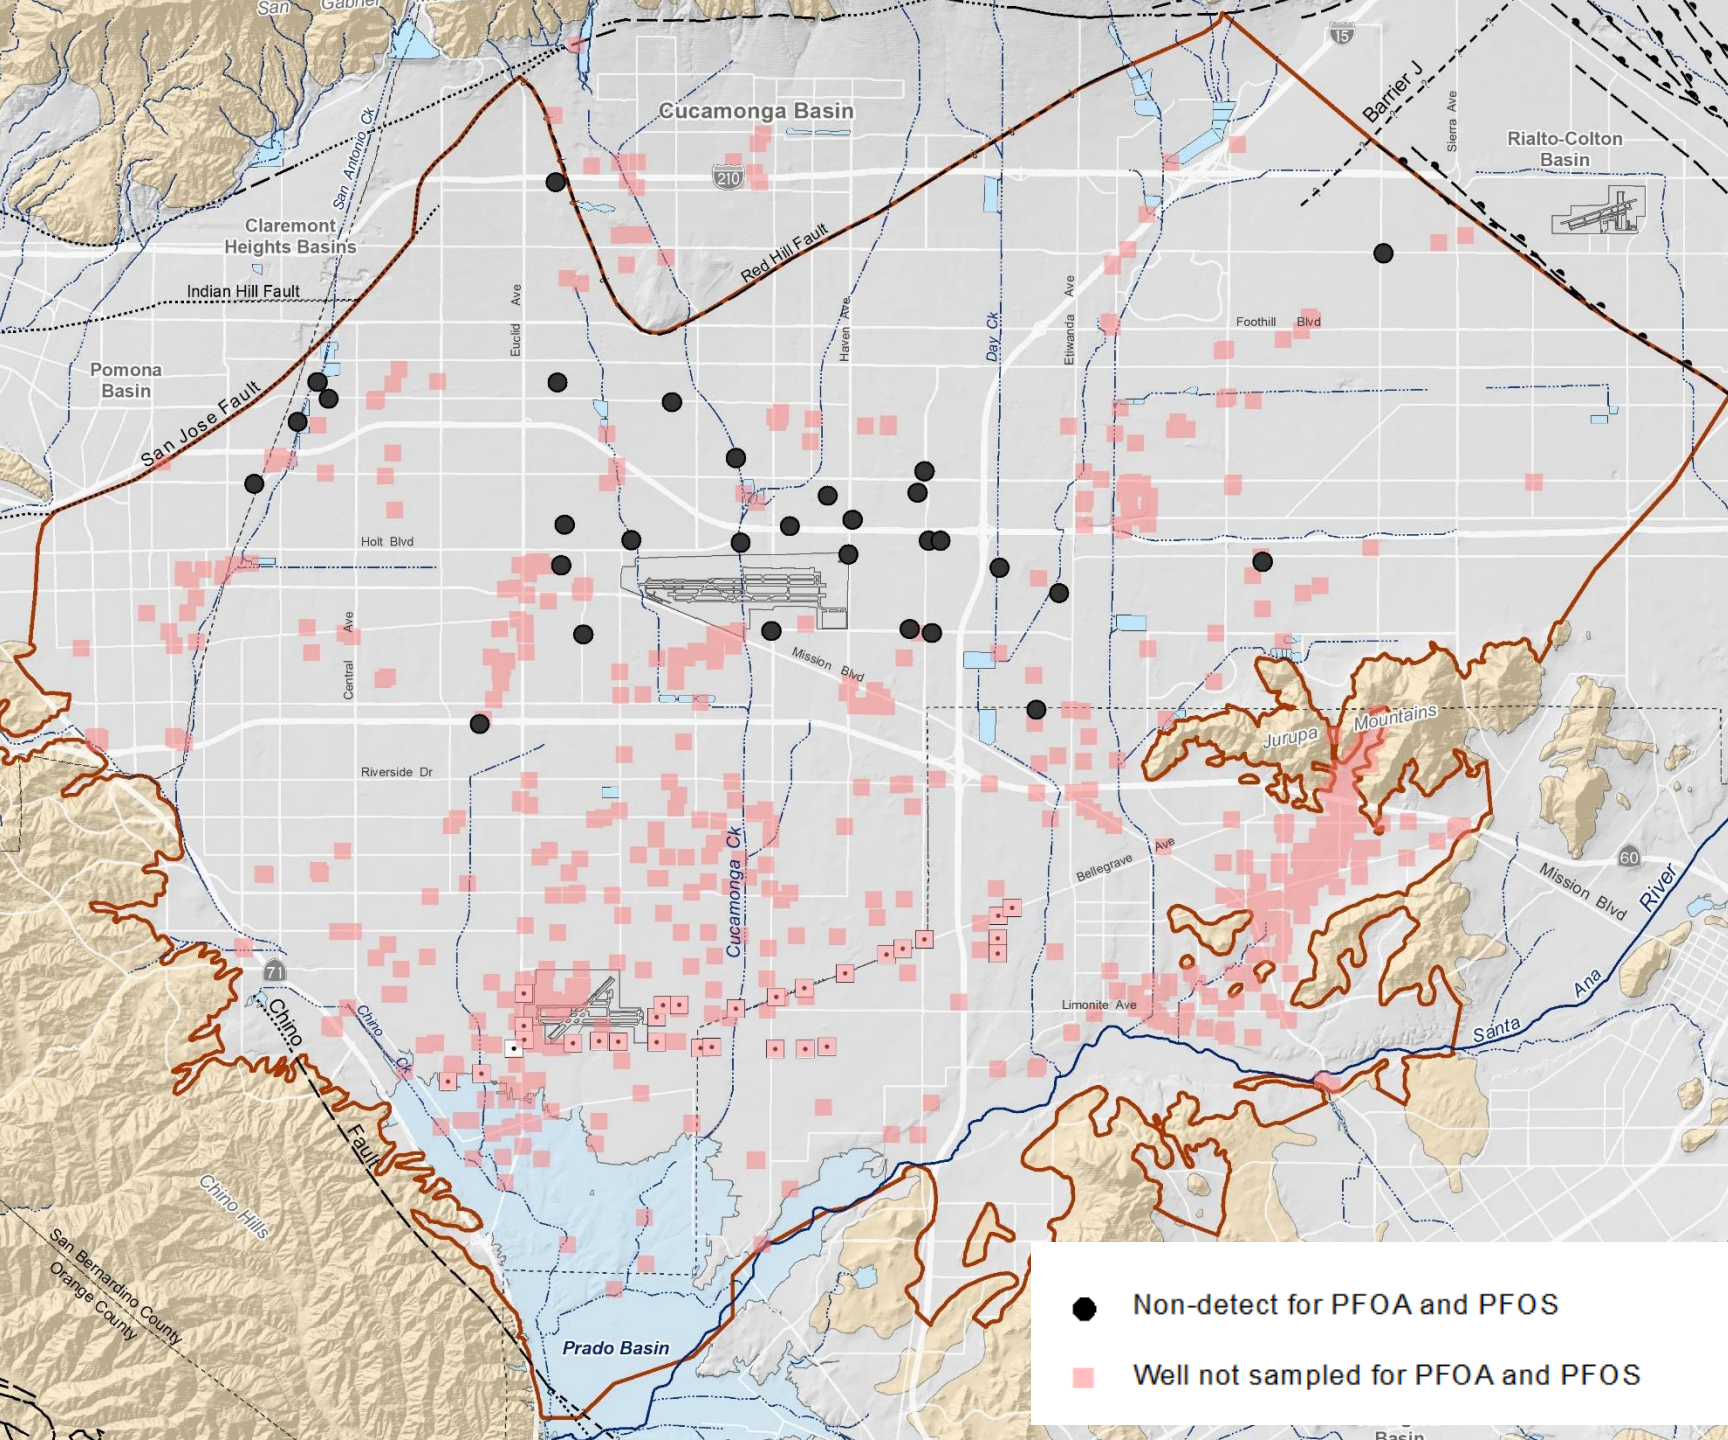 San Gabriel
15
Cucamonga Basin
Barrier J
Sierra Ave
Rialto-Colton
Basin
San Antonio Ck
210
Claremont
Heights Basins
Red Hill Fault
Indian Hill Fault
Euclid Ave
Haven Ave
Day Ck
Etiwanda Ave
Foothill Blvd
Pomona
Basin
San Jose Fault
Holt Blvd
Central Ave
Mission Blvd
Jurupa Mountains
Riverside Dr
Cucamonga Ck
Bellegrave Ave
60
Mission Blvd
River
71
Chino
Chino Ck
Limonite Ave
Ana
Santa
Fault
Chino Hills
San Bernardino County
Orange County
Prado Basin
Non-detect for PFOA and PFOS
Well not sampled for PFOA and PFOS
Basin